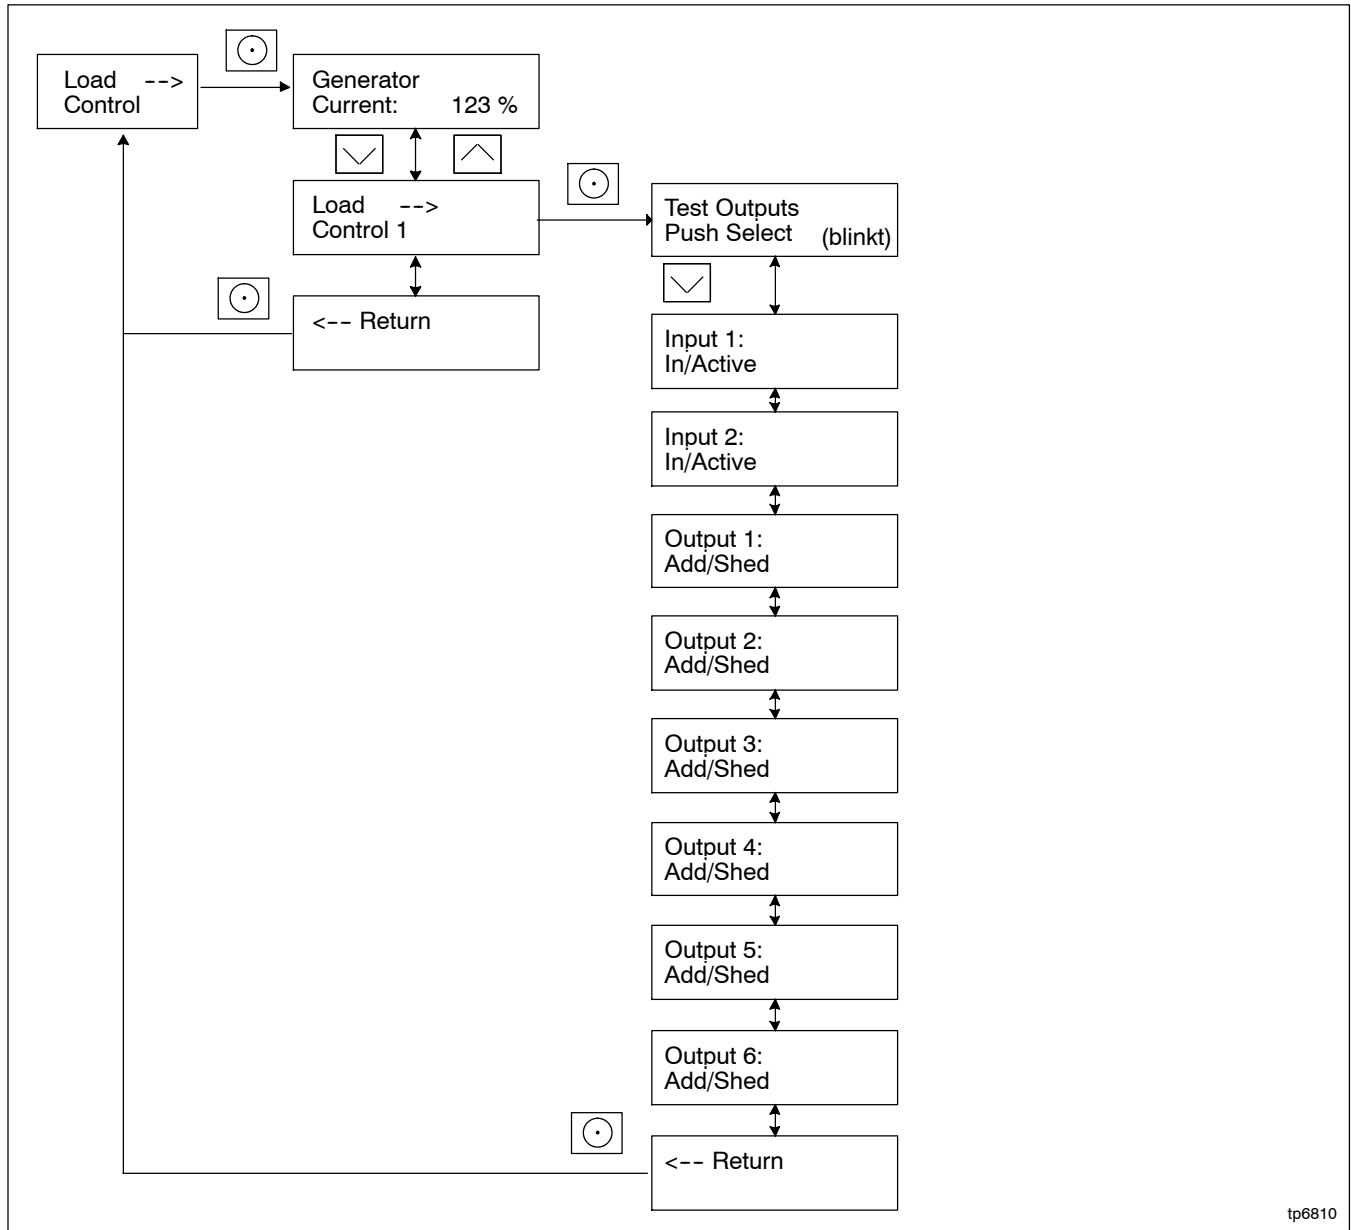 Load -->
Control
Generator
Current: 123 %
Load -->
Control 1
<-- Return
Test Outputs
Push Select (blinkt)
Input 1:
In/Active
Input 2:
In/Active
Output 1:
Add/Shed
Output 2:
Add/Shed
Output 3:
Add/Shed
Output 4:
Add/Shed
Output 5:
Add/Shed
Output 6:
Add/Shed
<-- Return
tp6810